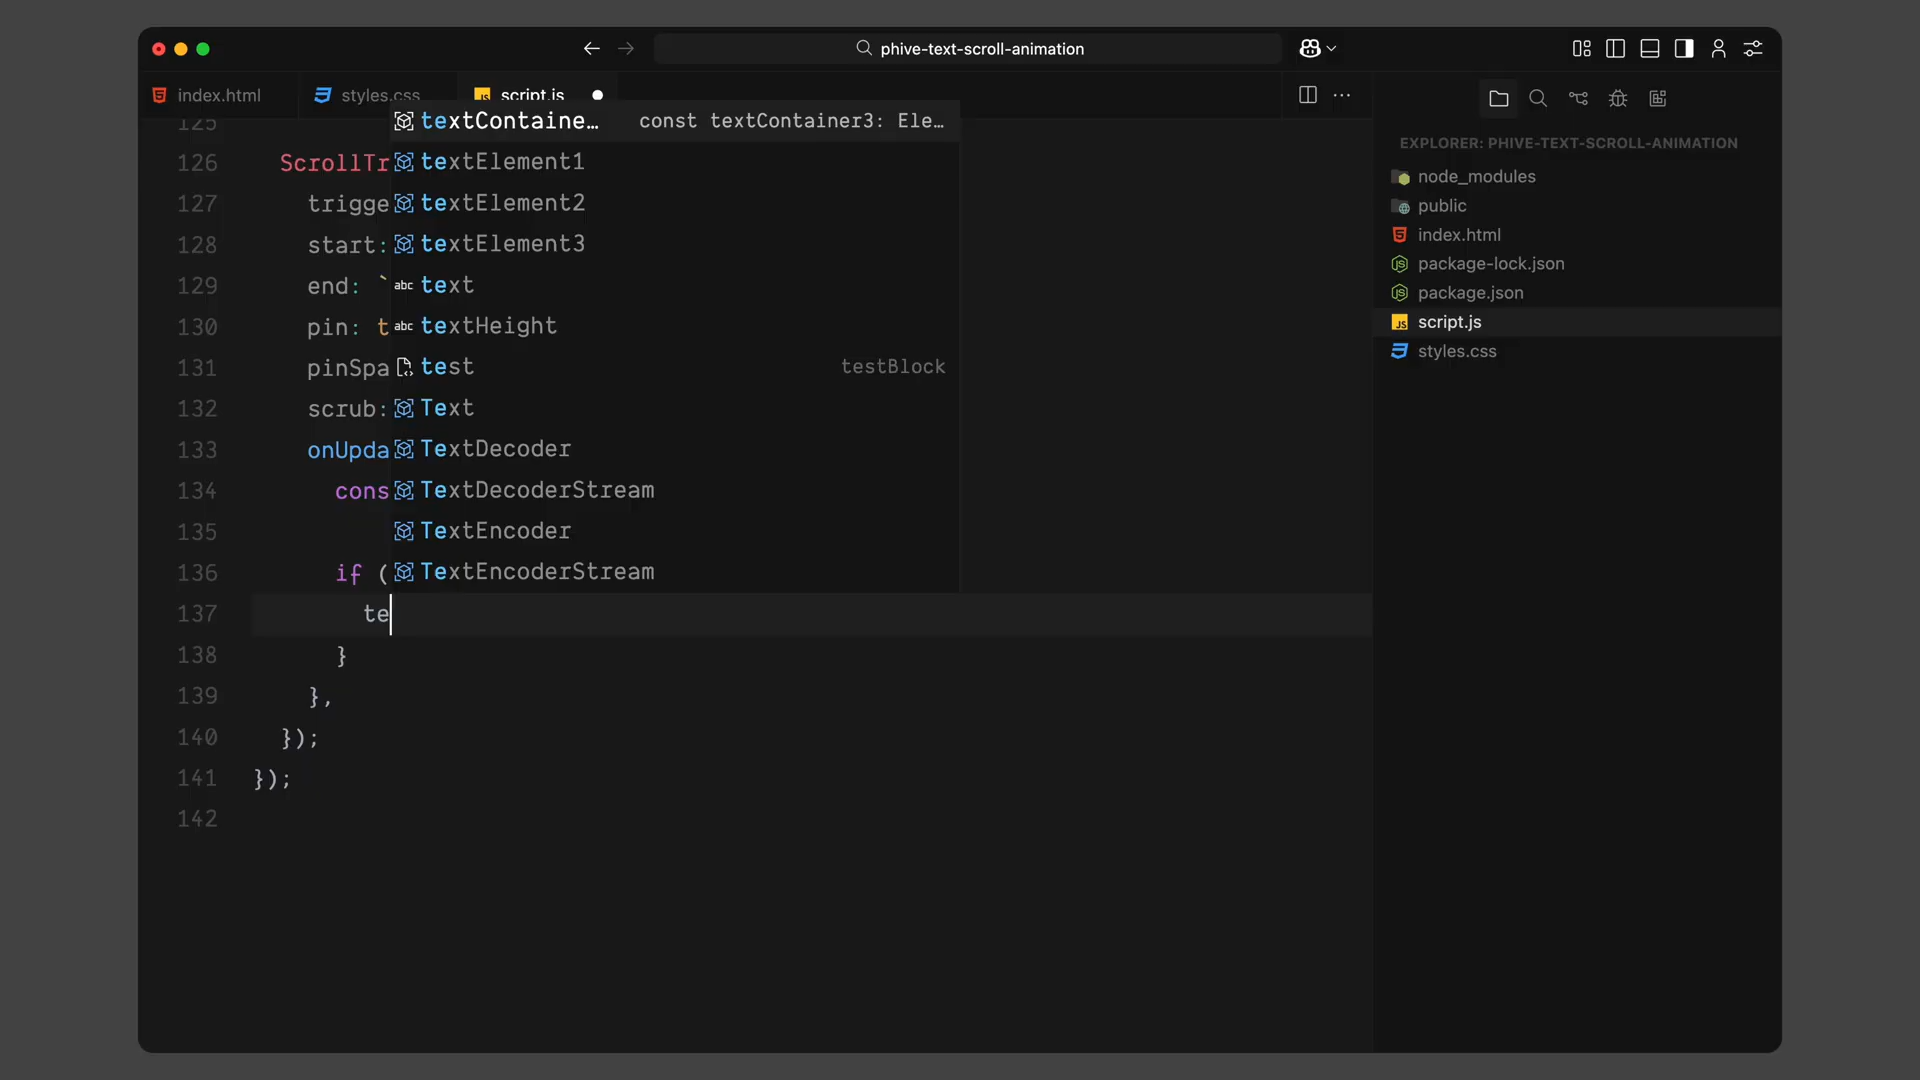 phive-text-scroll-animation
index.html
styles.css
script.js
EXPLORER: PHIVE-TEXT-SCROLL-ANIMATION
node_modules
public
index.html
package-lock.json
package.json
script.js
styles.css
125
126 ScrollTr
127 trigge
128 start:
129 end: `
130 pin: t
131 pinSpa
132 scrub:
133 onUpda
134 cons
135
136 if (
137 te
138 }
139 },
140 });
141 });
142
textContaine… const textContainer3: Ele…
textElement1
textElement2
textElement3
abc text
abc textHeight
test testBlock
Text
TextDecoder
TextDecoderStream
TextEncoder
TextEncoderStream